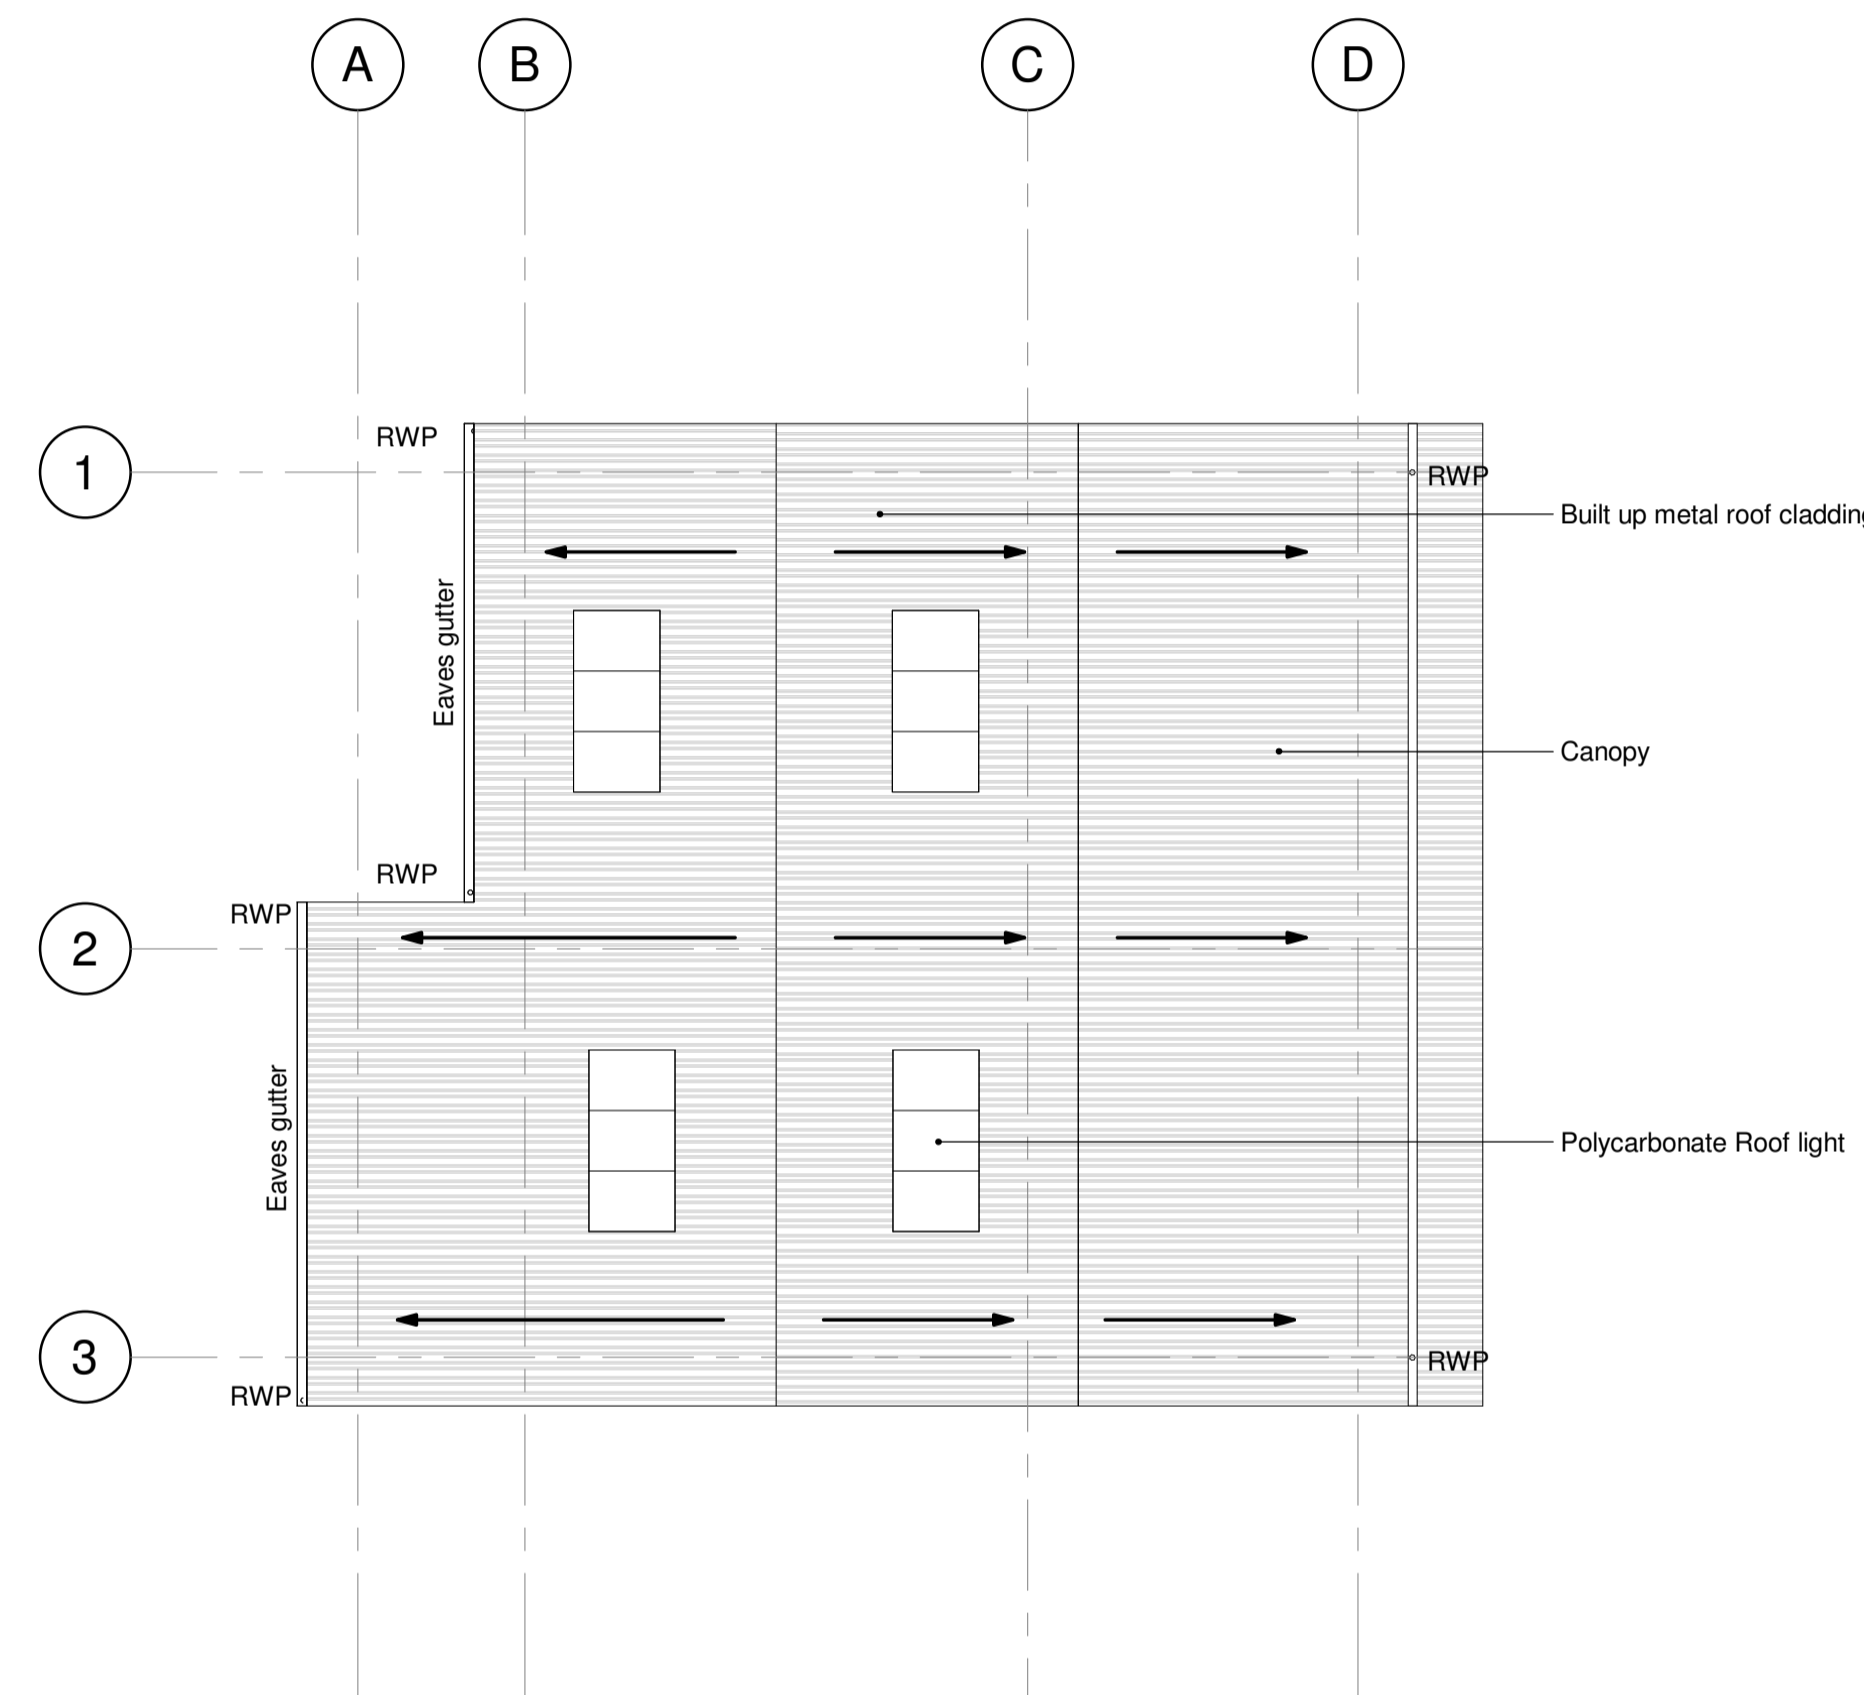 A
B
C
D
RWP
1
RWP
Built up metal roof cladding
Eaves gutter
Canopy
RWP
RWP
2
Eaves gutter
Polycarbonate Roof light
3
RWP
RWP